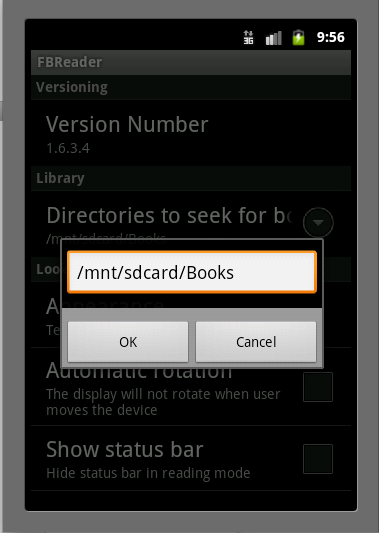 3G 9:56
FBReader
Versioning
Version Number
1.6.3.4
Library
Directories to seek for bo
/mnt/sdcard/Books
/mnt/sdcard/Books
OK
Cancel
Automatic rotation
The display will not rotate when user
moves the device
Show status bar
Hide status bar in reading mode